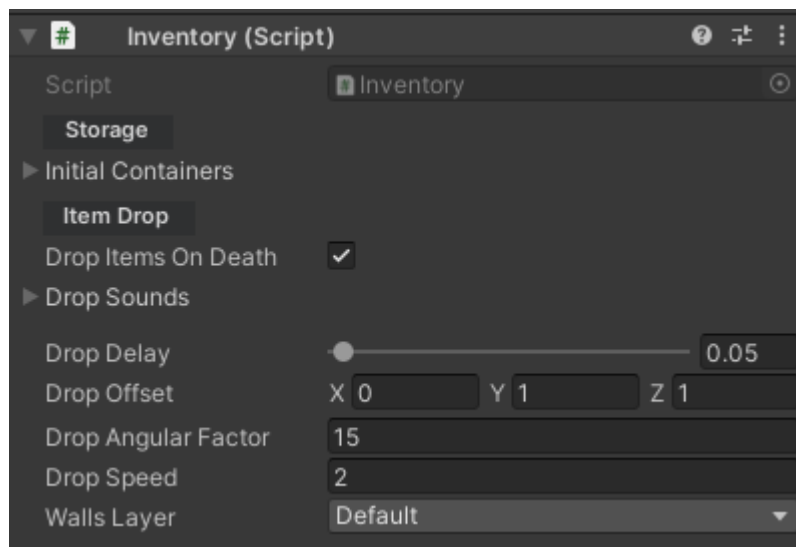 # Inventory (Script)
Script # Inventory
Storage
Initial Containers
Item Drop
Drop Items On Death
Drop Sounds
Drop Delay 0.05
Drop Offset X 0 Y 1 Z 1
Drop Angular Factor 15
Drop Speed 2
Walls Layer Default